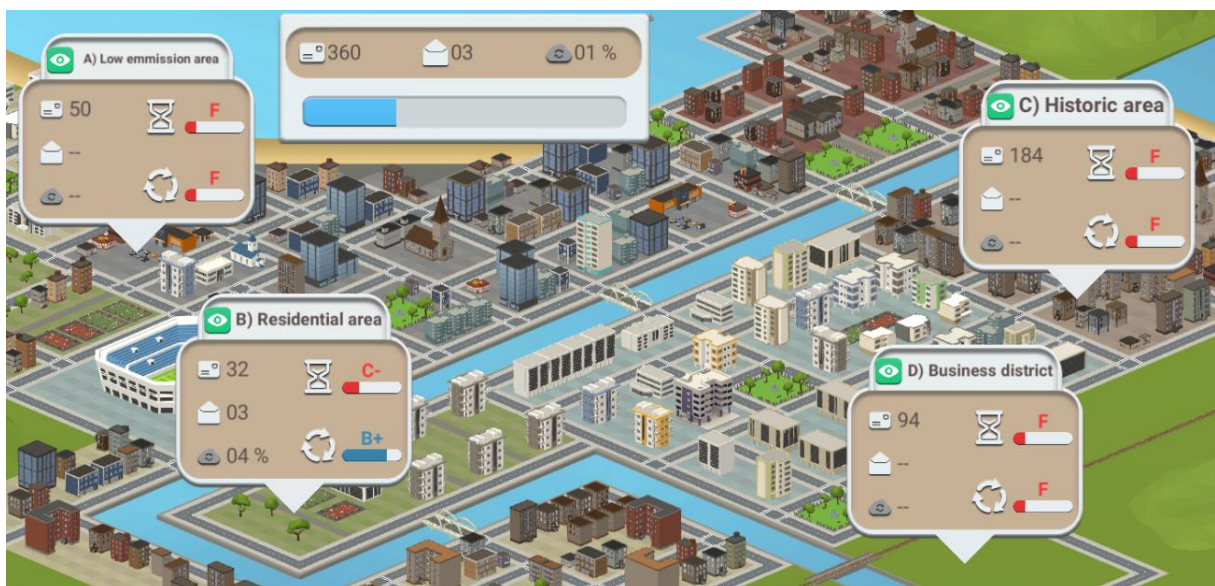 A) Low emmission area
50
F
--
F
--
360
03
01 %
B) Residential area
32
C-
03
B+
04 %
C) Historic area
184
F
--
F
--
D) Business district
94
F
--
F
--